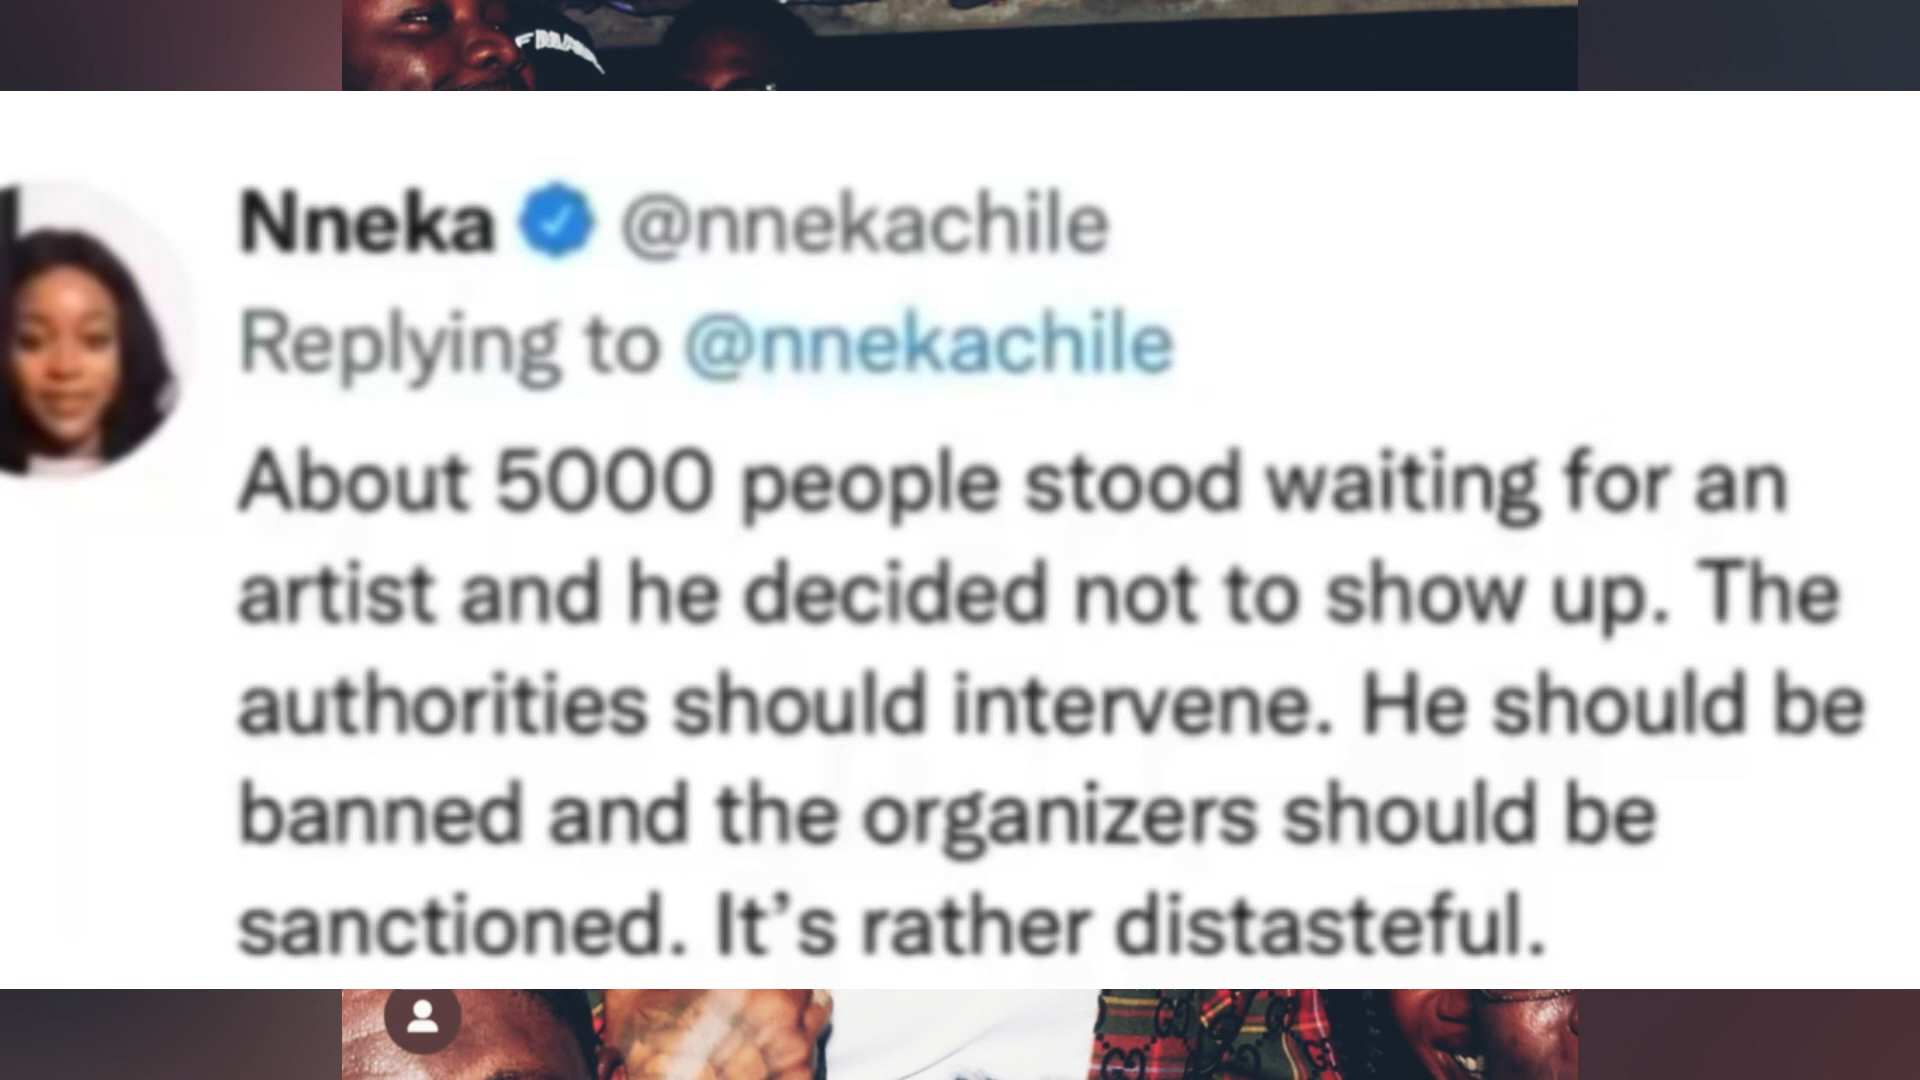 Nneka @nnekachile
Replying to @nnekachile
About 5000 people stood waiting for an
artist and he decided not to show up. The
authorities should intervene. He should be
banned and the organizers should be
sanctioned. It’s rather distasteful.